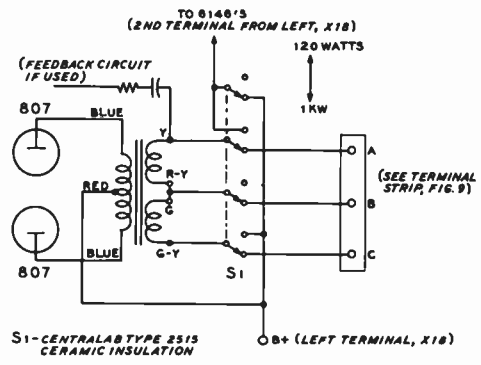 TO 6146'S
(2ND TERMINAL FROM LEFT, X18)
120 WATTS
1 KW
(FEEDBACK CIRCUIT
IF USED)
807
BLUE
Y
R-Y
RED
G
BLUE
G-Y
807
S1
A
B
C
(SEE TERMINAL
STRIP, FIG. 9)
S1-CENTRALAB TYPE 2515
CERAMIC INSULATION
B+ (LEFT TERMINAL, X18)